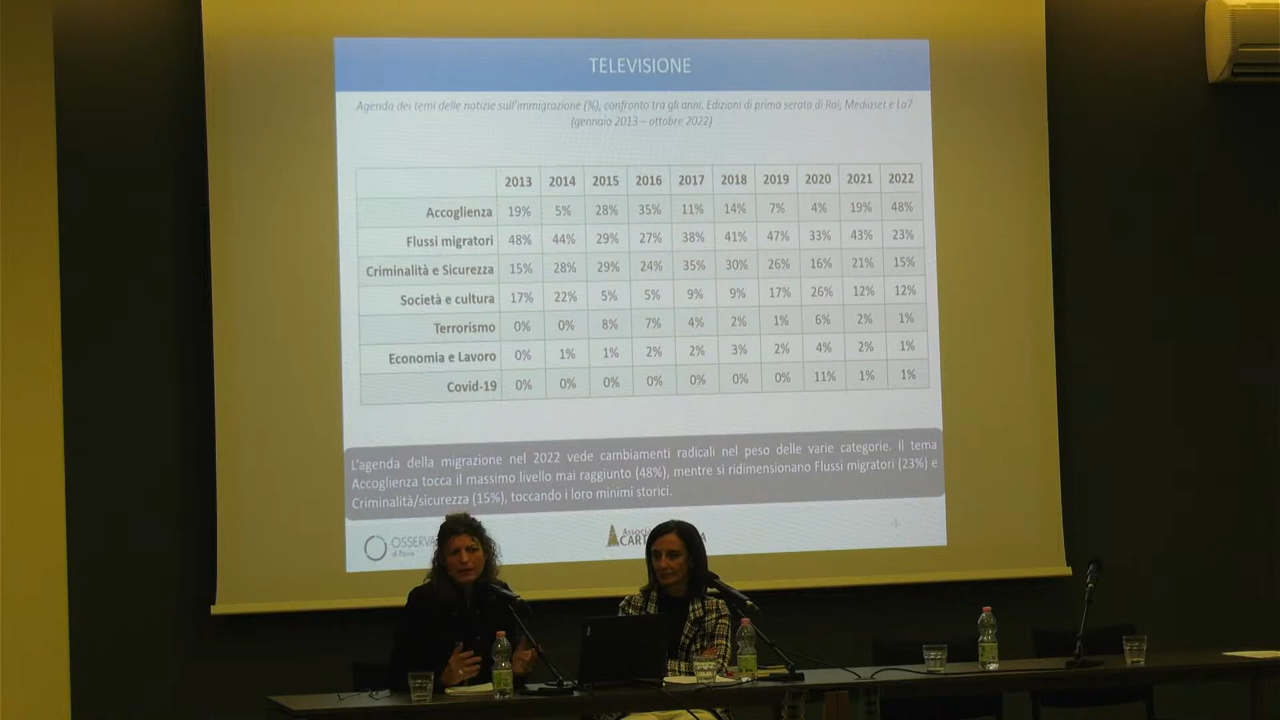 TELEVISIONE
Agenda dei temi delle notizie sull'immigrazione (%), confronto tra gli anni. Edizioni di prima serata di Rai, Mediaset e La7
(gennaio 2013 – ottobre 2022)
2013 2014 2015 2016 2017 2018 2019 2020 2021 2022
Accoglienza 19% 5% 28% 35% 11% 14% 7% 4% 19% 48%
Flussi migratori 48% 44% 29% 27% 38% 41% 47% 33% 43% 23%
Criminalità e Sicurezza 15% 28% 29% 24% 35% 30% 26% 16% 21% 15%
Società e cultura 17% 22% 5% 5% 9% 9% 17% 26% 12% 12%
Terrorismo 0% 0% 8% 7% 4% 2% 1% 6% 2% 1%
Economia e Lavoro 0% 1% 1% 2% 2% 3% 2% 4% 2% 1%
Covid-19 0% 0% 0% 0% 0% 0% 0% 11% 1% 1%
L'agenda della migrazione nel 2022 vede cambiamenti radicali nel peso delle varie categorie. Il tema
Accoglienza tocca il massimo livello mai raggiunto (48%), mentre si ridimensionano Flussi migratori (23%) e
Criminalità/sicurezza (15%), toccando i loro minimi storici.
OSSERVA
di Pavia
ASSOCIA
CART A